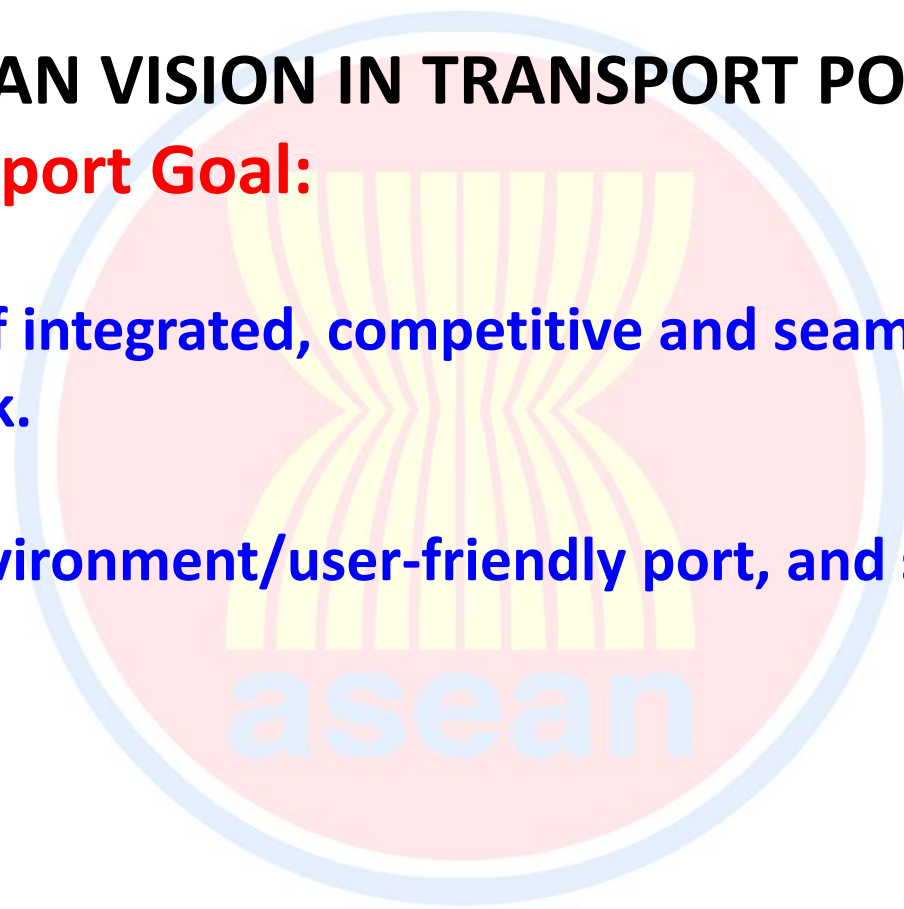 AN VISION IN TRANSPORT PO
port Goal:
f integrated, competitive and seam
k.
vironment/user-friendly port, and s
asean